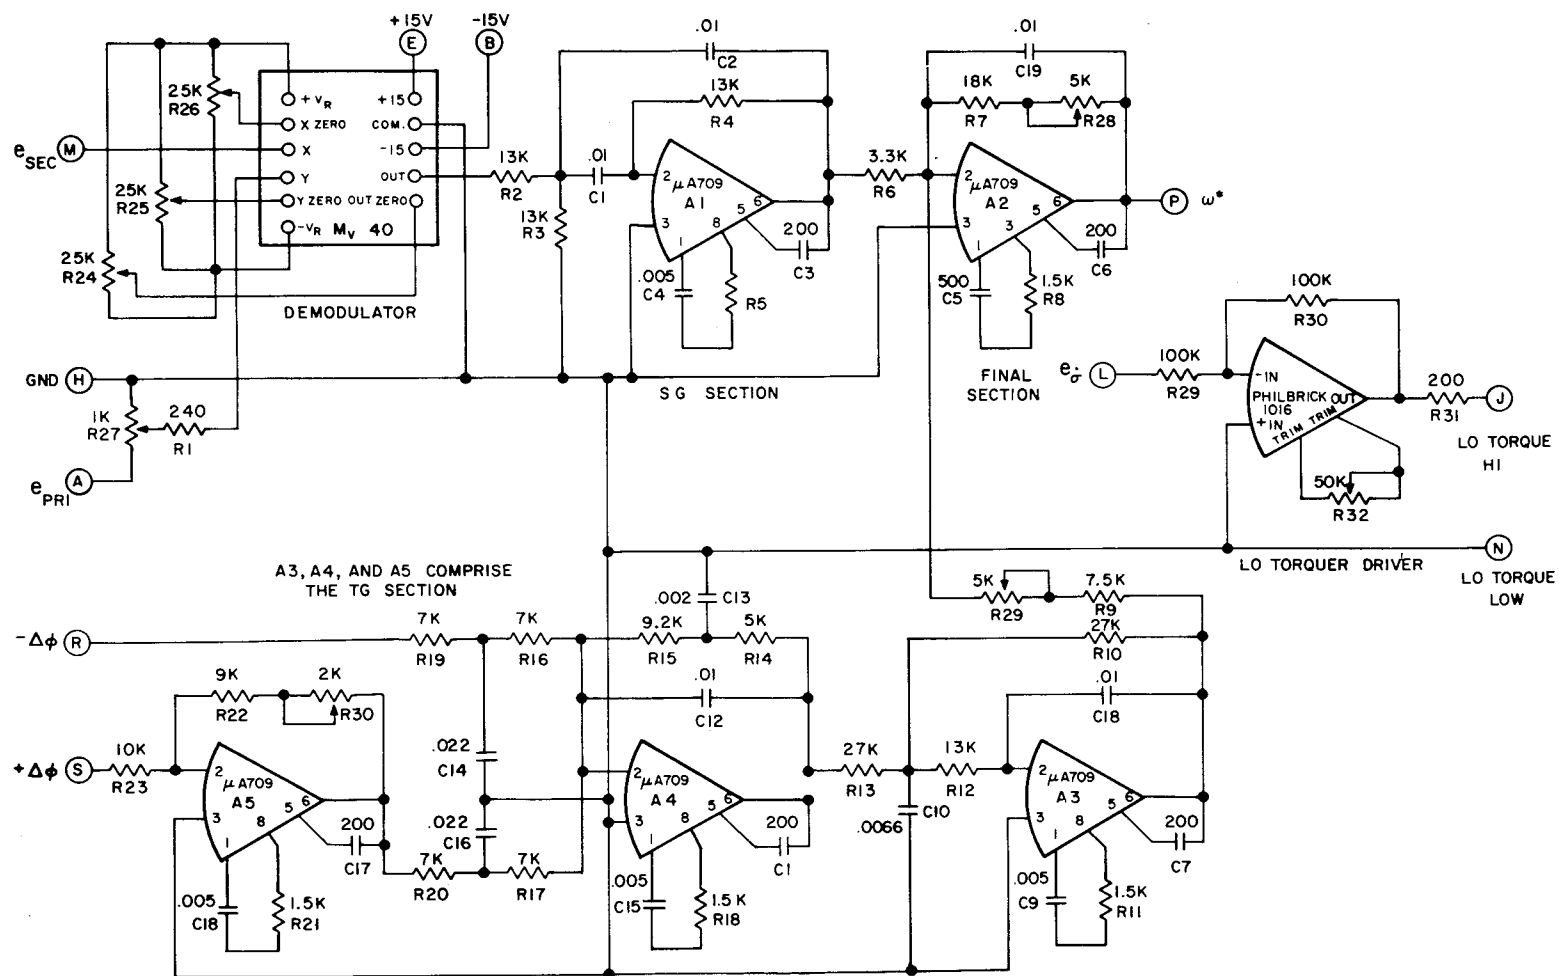 +15V
-15V
E
B
25K
R26
+VR
X ZERO
X
Y
Y ZERO
-VR
+15
COM.
-15
OUT
OUT ZERO
MV 40
DEMODULATOR
eSEC
M
25K
R25
25K
R24
13K
R2
.01
C2
13K
R4
.01
C1
13K
R3
2
μA709
A1
6
5
3
8
1
200
C3
.005
C4
R5
3.3K
R6
.01
C19
18K
R7
5K
R28
2
μA709
A2
6
5
3
3
1
200
C6
500
C5
1.5K
R8
P
ω*
GND
H
1K
R27
240
R1
ePRI
A
SG SECTION
FINAL
SECTION
eσ̇
L
100K
R29
100K
R30
-IN
PHILBRICK
1016
OUT
+IN
TRIM
TRIM
200
R31
J
LO TORQUE
HI
50K
R32
N
LO TORQUER DRIVER
LO TORQUE
LOW
A3, A4, AND A5 COMPRISE
THE TG SECTION
.002
C13
5K
R29
7.5K
R9
27K
R10
-Δϕ
R
7K
R19
7K
R16
9.2K
R15
5K
R14
.01
C12
.01
C18
9K
R22
2K
R30
+Δϕ
S
10K
R23
2
μA709
A5
6
5
3
8
1
200
C17
.005
C18
1.5K
R21
.022
C14
.022
C16
7K
R20
7K
R17
2
μA709
A4
6
5
3
8
1
200
C1
.005
C15
1.5K
R18
27K
R13
13K
R12
C10
.0066
2
μA709
A3
6
5
3
8
1
200
C7
.005
C9
1.5K
R11